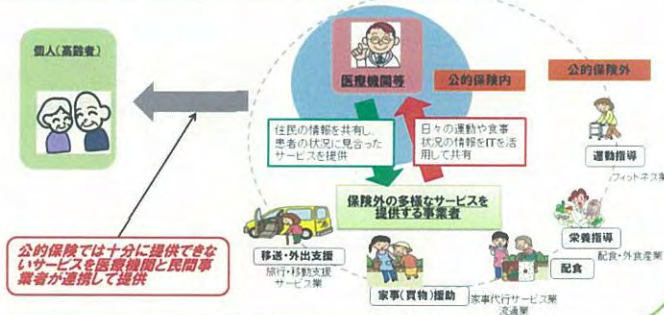 個人(高齢者)
医療機関等
公的保険内
公的保険外
住民の情報を共有し、
患者の状況に見合った
サービスを提供
日々の運動や食事
状況の情報をITを活
用して共有
運動指導
フィットネス業
保険外の多様なサービスを
提供する事業者
栄養指導
配食・外食産業
移送・外出支援
旅行・移動支援
サービス業
配食
家事(買物)援助
家事代行サービス業
流通業
公的保険では十分に提供できな
いサービスを医療機関と民間事
業者が連携して提供